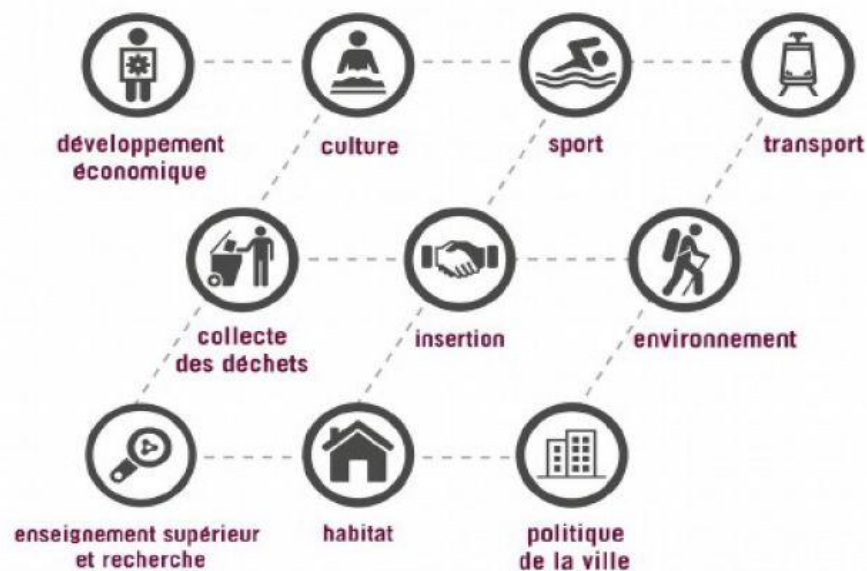 développement
économique
culture
sport
transport
collecte
des déchets
insertion
environnement
enseignement supérieur
et recherche
habitat
politique
de la ville